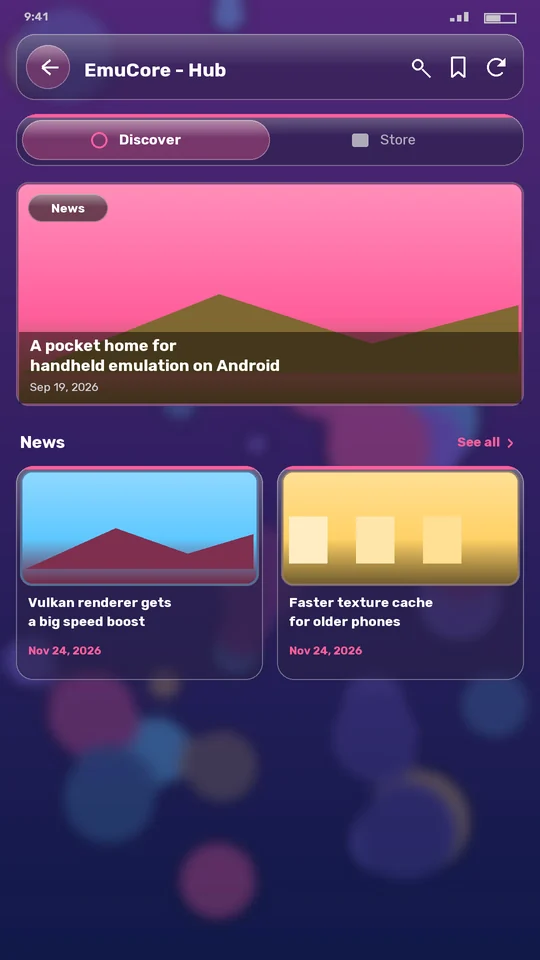 9:41
EmuCore - Hub
Discover
Store
News
A pocket home for
handheld emulation on Android
Sep 19, 2026
News
See all
Vulkan renderer gets
a big speed boost
Nov 24, 2026
Faster texture cache
for older phones
Nov 24, 2026